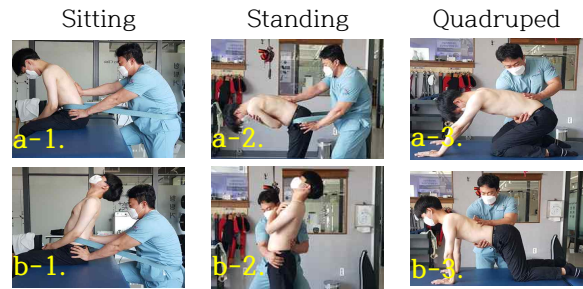 Sitting
Standing
Quadruped
a-1.
a-2.
a-3.
b-1.
b-2.
b-3.